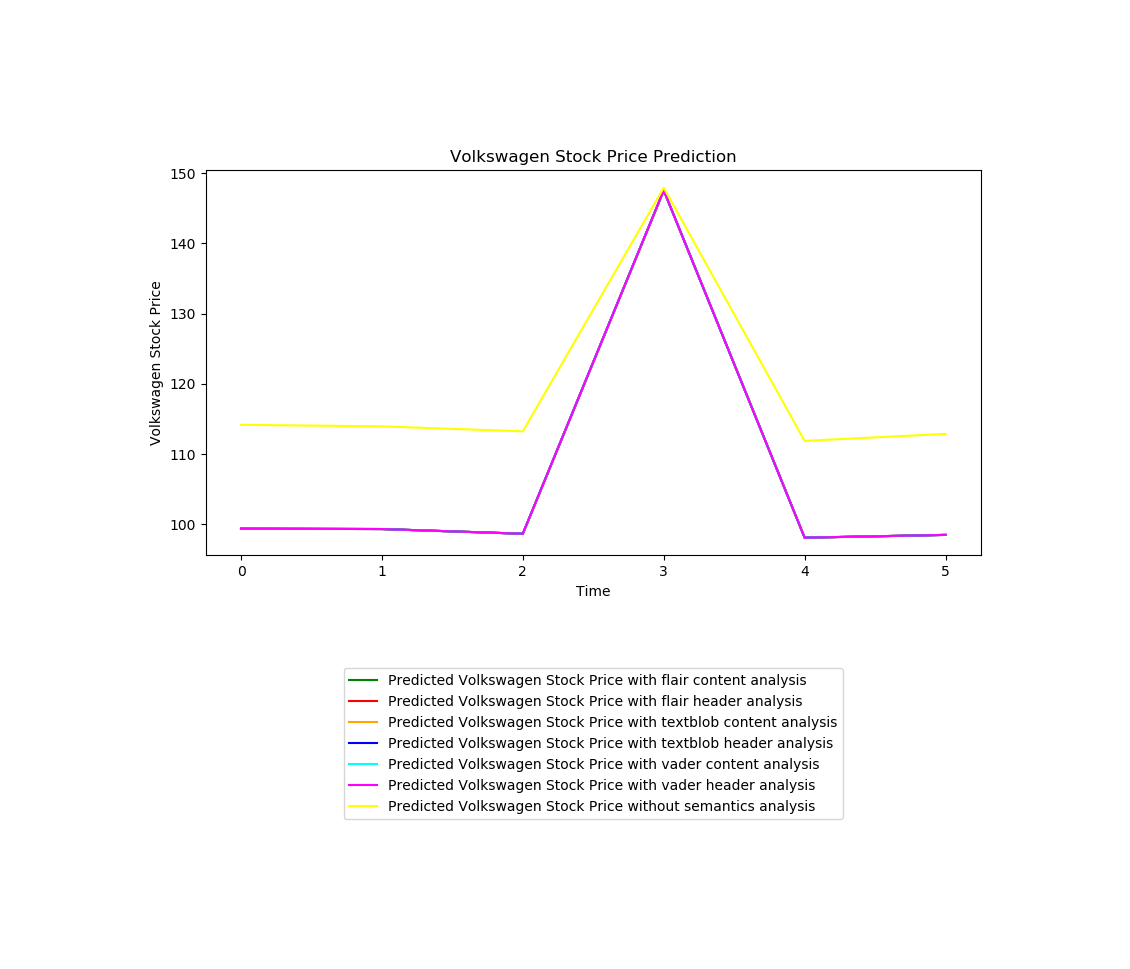 Volkswagen Stock Price Prediction
150
140
130
120
110
100
Volkswagen Stock Price
0 1 2 3 4 5
Time
Predicted Volkswagen Stock Price with flair content analysis
Predicted Volkswagen Stock Price with flair header analysis
Predicted Volkswagen Stock Price with textblob content analysis
Predicted Volkswagen Stock Price with textblob header analysis
Predicted Volkswagen Stock Price with vader content analysis
Predicted Volkswagen Stock Price with vader header analysis
Predicted Volkswagen Stock Price without semantics analysis